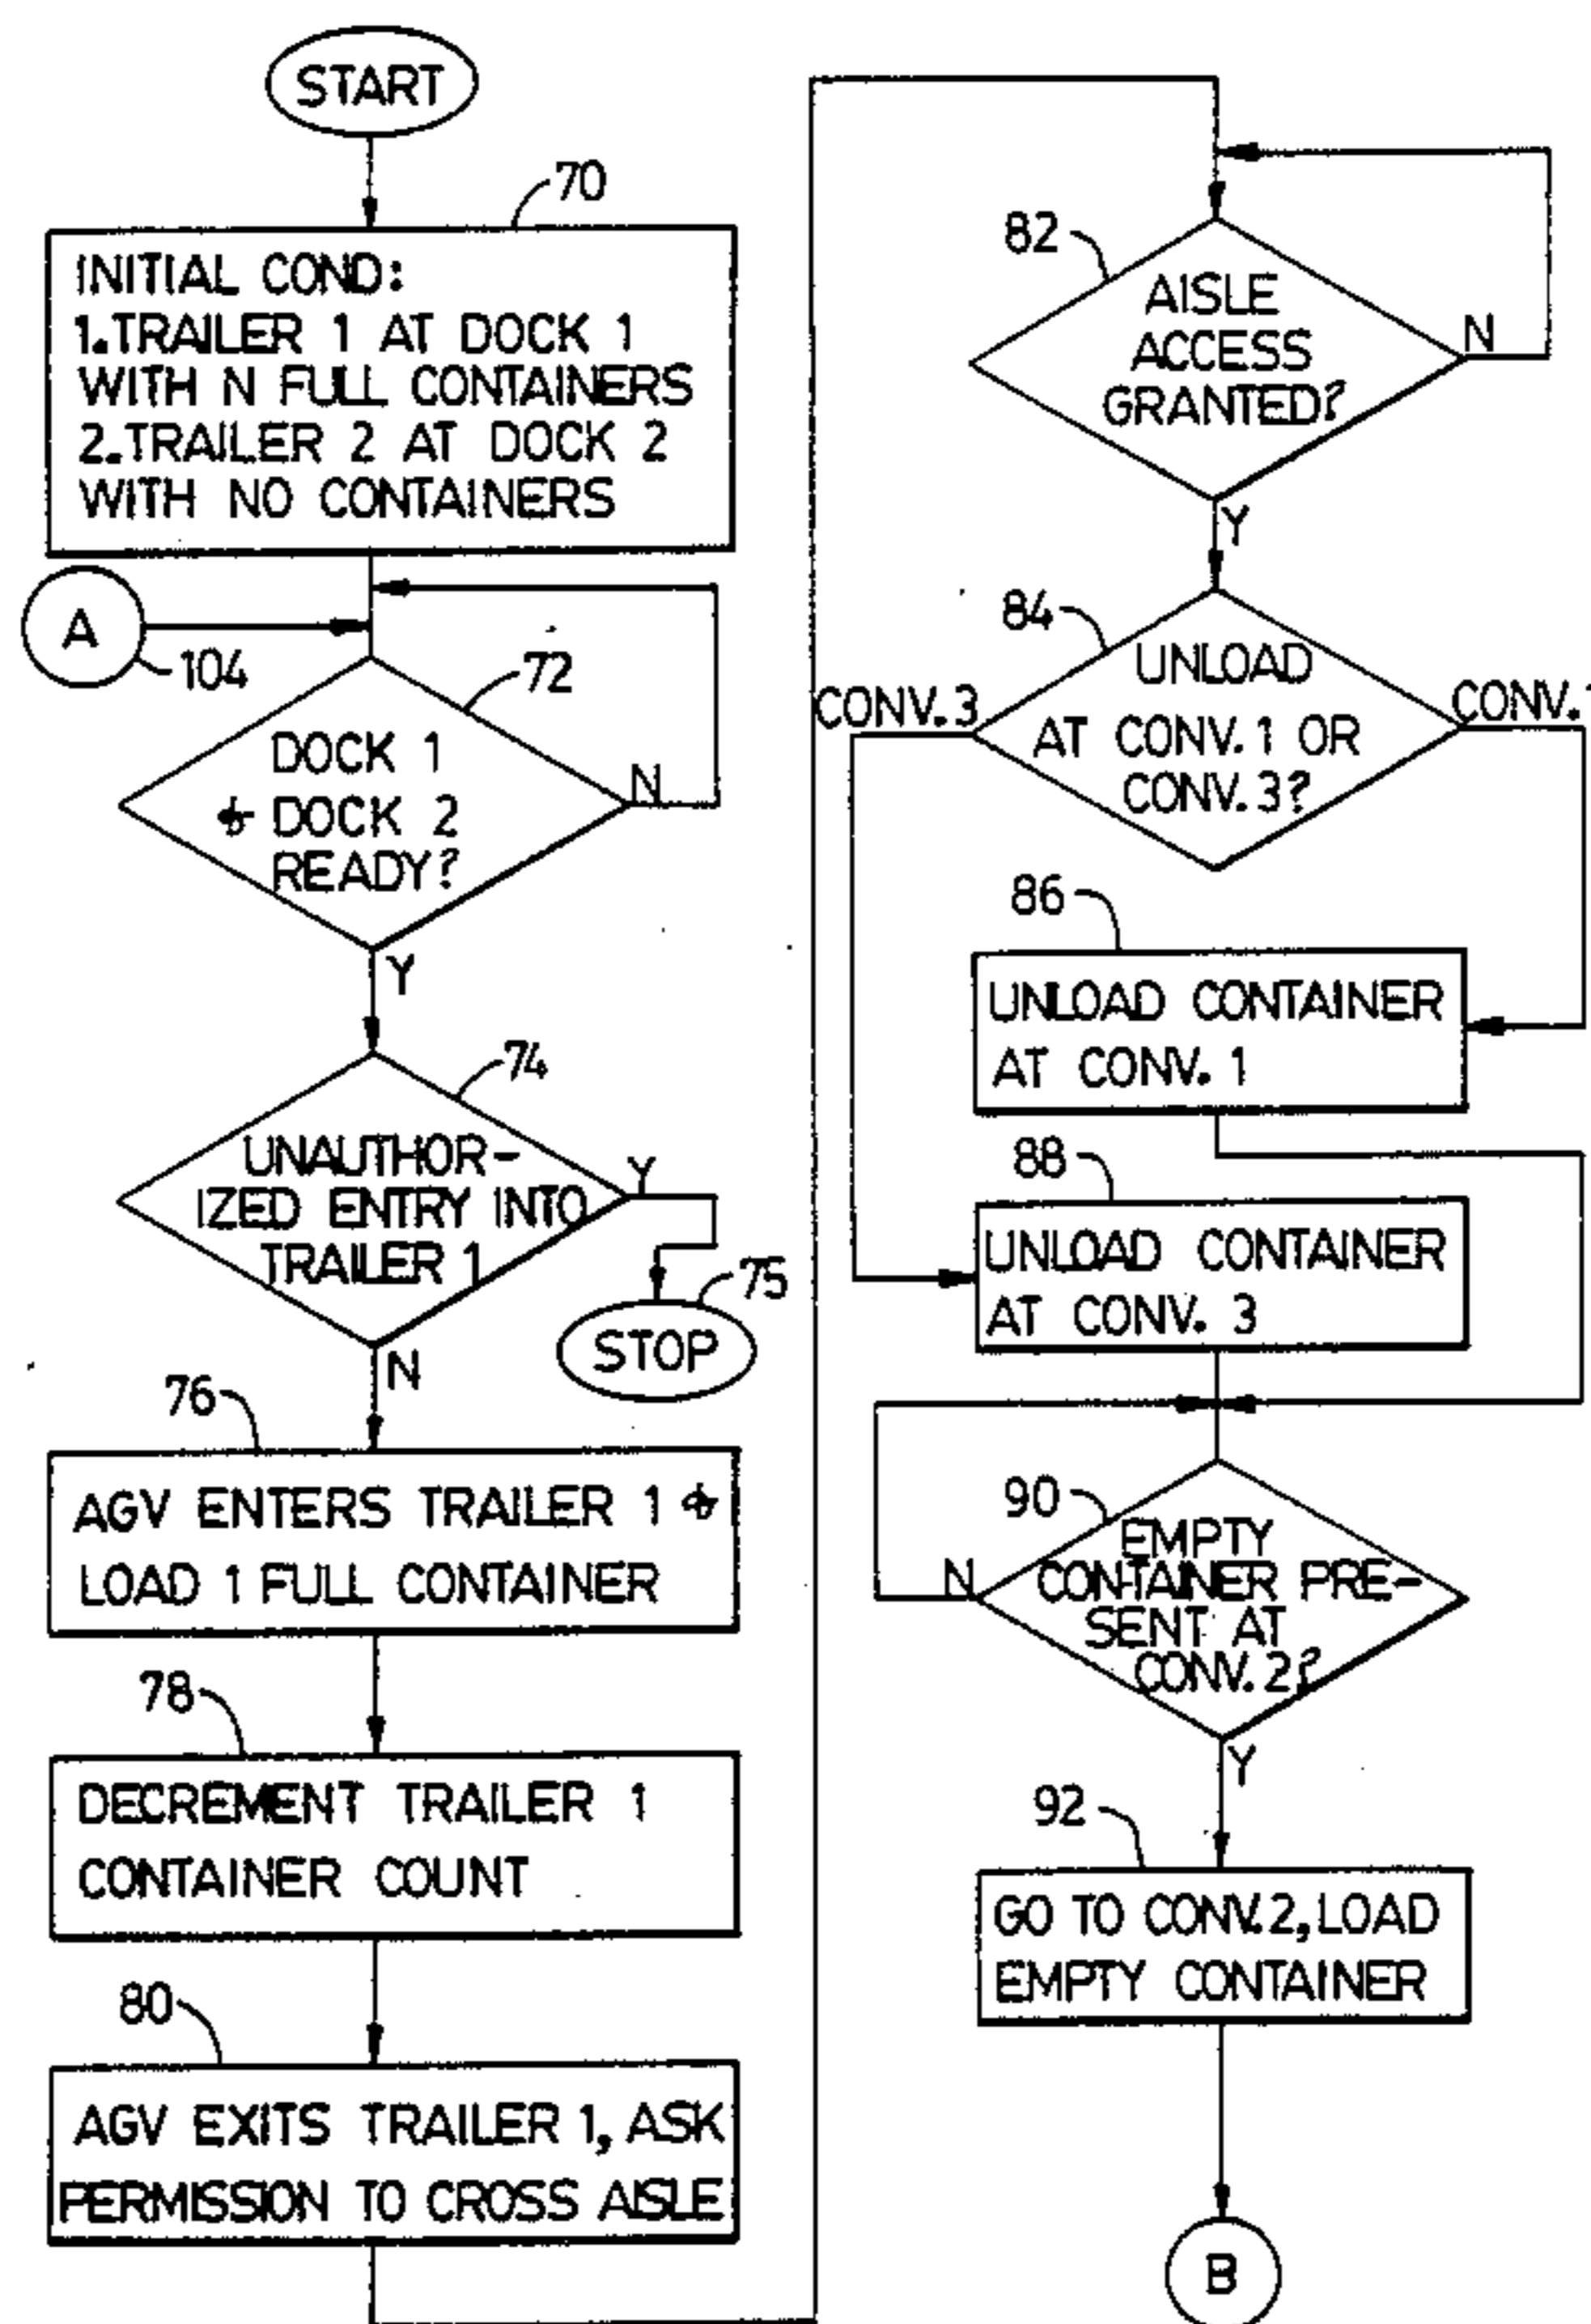 START
70
INITIAL COND:
1.TRAILER 1 AT DOCK 1
WITH N FULL CONTAINERS
2.TRAILER 2 AT DOCK 2
WITH NO CONTAINERS
A
104
72
DOCK 1
& DOCK 2
READY?
N
Y
74
UNAUTHOR-
IZED ENTRY INTO
TRAILER 1
Y
75
STOP
N
76
AGV ENTERS TRAILER 1 &
LOAD 1 FULL CONTAINER
78
DECREMENT TRAILER 1
CONTAINER COUNT
80
AGV EXITS TRAILER 1, ASK
PERMISSION TO CROSS AISLE
82
AISLE
ACCESS
GRANTED?
N
Y
84
UNLOAD
AT CONV. 1 OR
CONV. 3?
CONV. 3
CONV. 1
86
UNLOAD CONTAINER
AT CONV. 1
88
UNLOAD CONTAINER
AT CONV. 3
90
EMPTY
CONTAINER PRE-
SENT AT
CONV. 2?
N
Y
92
GO TO CONV. 2, LOAD
EMPTY CONTAINER
B